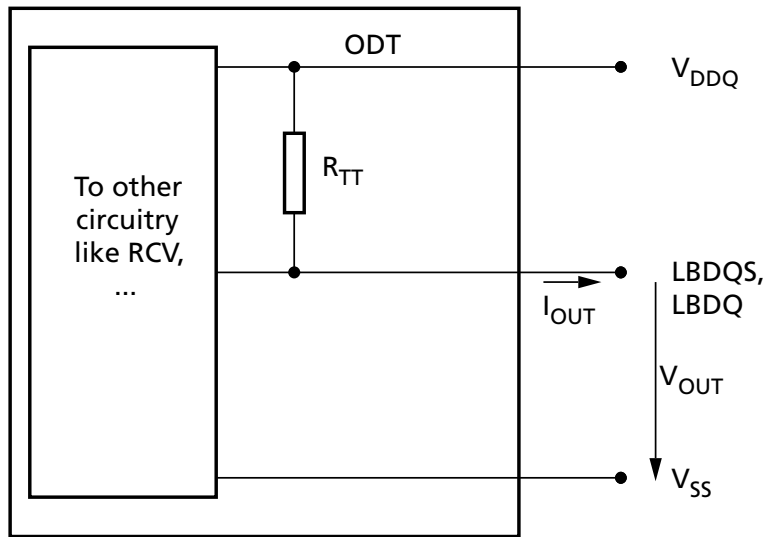 ODT
V_DDQ
R_TT
To other
circuitry
like RCV,
...
LBDQS,
LBDQ
I_OUT
V_OUT
V_SS